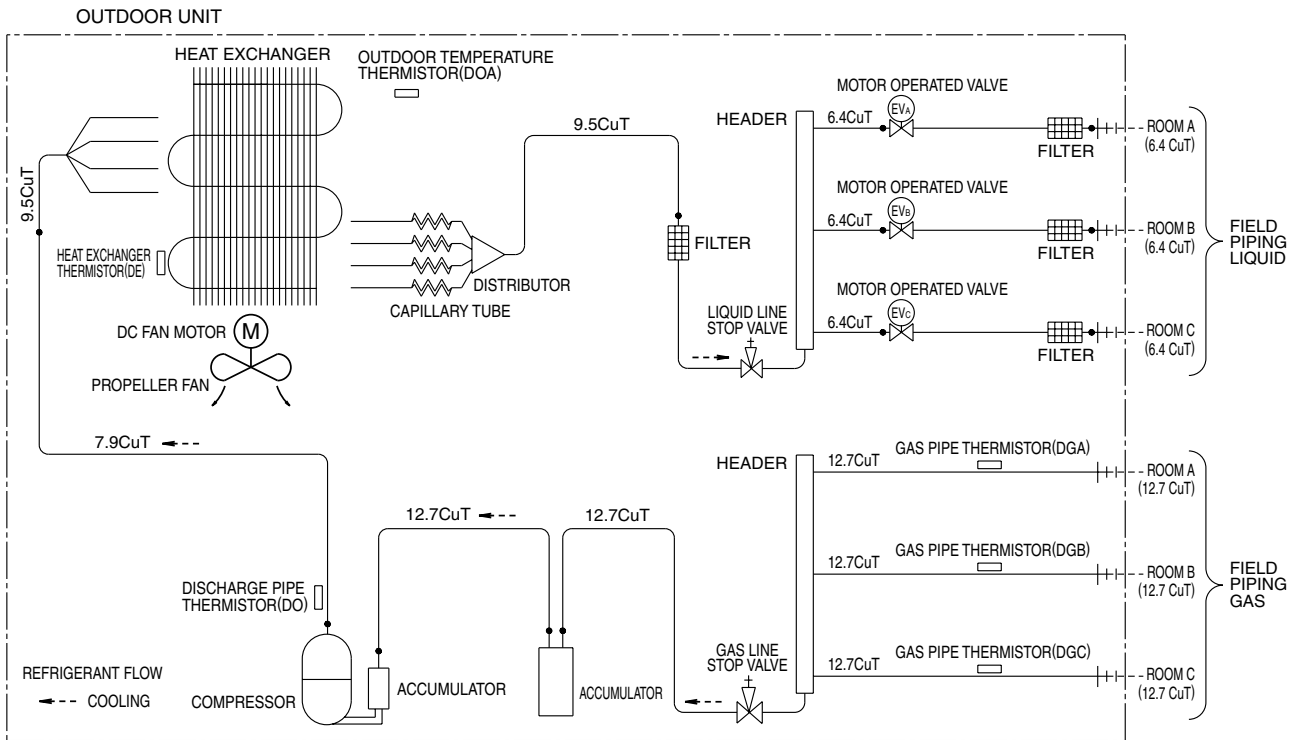 OUTDOOR UNIT
HEAT EXCHANGER
OUTDOOR TEMPERATURE
THERMISTOR(DOA)
9.5CuT
9.5CuT
HEAT EXCHANGER
THERMISTOR(DE)
CAPILLARY TUBE
DISTRIBUTOR
FILTER
LIQUID LINE
STOP VALVE
HEADER
MOTOR OPERATED VALVE
6.4CuT
EVA
FILTER
ROOM A
(6.4 CuT)
MOTOR OPERATED VALVE
6.4CuT
EVB
FILTER
ROOM B
(6.4 CuT)
MOTOR OPERATED VALVE
6.4CuT
EVC
FILTER
ROOM C
(6.4 CuT)
FIELD
PIPING
LIQUID
DC FAN MOTOR
M
PROPELLER FAN
7.9CuT
DISCHARGE PIPE
THERMISTOR(DO)
COMPRESSOR
12.7CuT
ACCUMULATOR
12.7CuT
ACCUMULATOR
GAS LINE
STOP VALVE
HEADER
12.7CuT
GAS PIPE THERMISTOR(DGA)
ROOM A
(12.7 CuT)
12.7CuT
GAS PIPE THERMISTOR(DGB)
ROOM B
(12.7 CuT)
12.7CuT
GAS PIPE THERMISTOR(DGC)
ROOM C
(12.7 CuT)
FIELD
PIPING
GAS
REFRIGERANT FLOW
COOLING